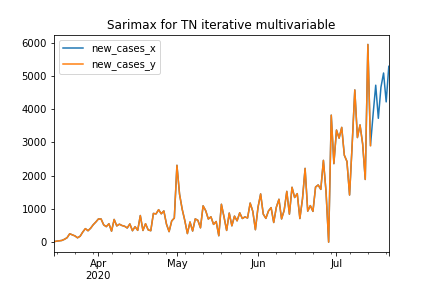 Sarimax for TN iterative multivariable
new_cases_x
new_cases_y
6000
5000
4000
3000
2000
1000
0
Apr
2020
May
Jun
Jul